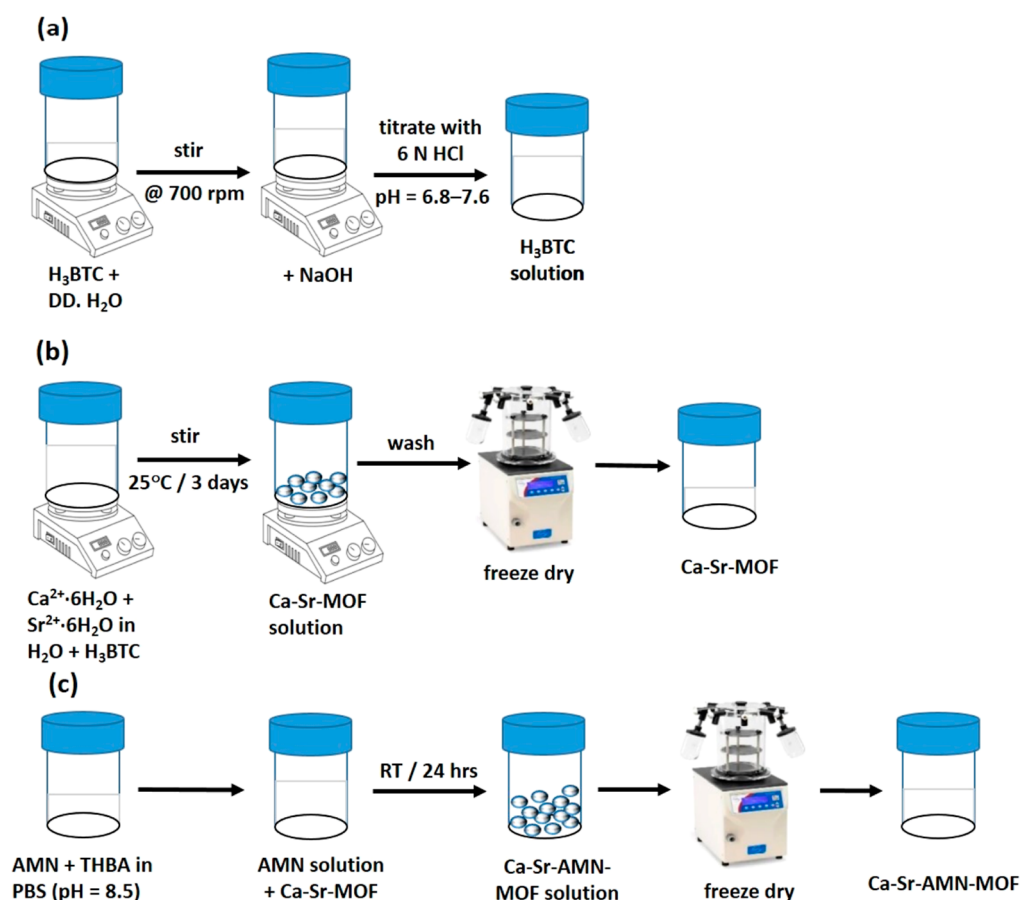 (a)
stir
@ 700 rpm
titrate with
6 N HCl
pH = 6.8–7.6
H₃BTC +
DD. H₂O
+ NaOH
H₃BTC
solution
(b)
stir
25°C / 3 days
wash
Ca²⁺·6H₂O +
Sr²⁺·6H₂O in
H₂O + H₃BTC
Ca-Sr-MOF
solution
freeze dry
Ca-Sr-MOF
(c)
RT / 24 hrs
AMN + THBA in
PBS (pH = 8.5)
AMN solution
+ Ca-Sr-MOF
Ca-Sr-AMN-
MOF solution
freeze dry
Ca-Sr-AMN-MOF